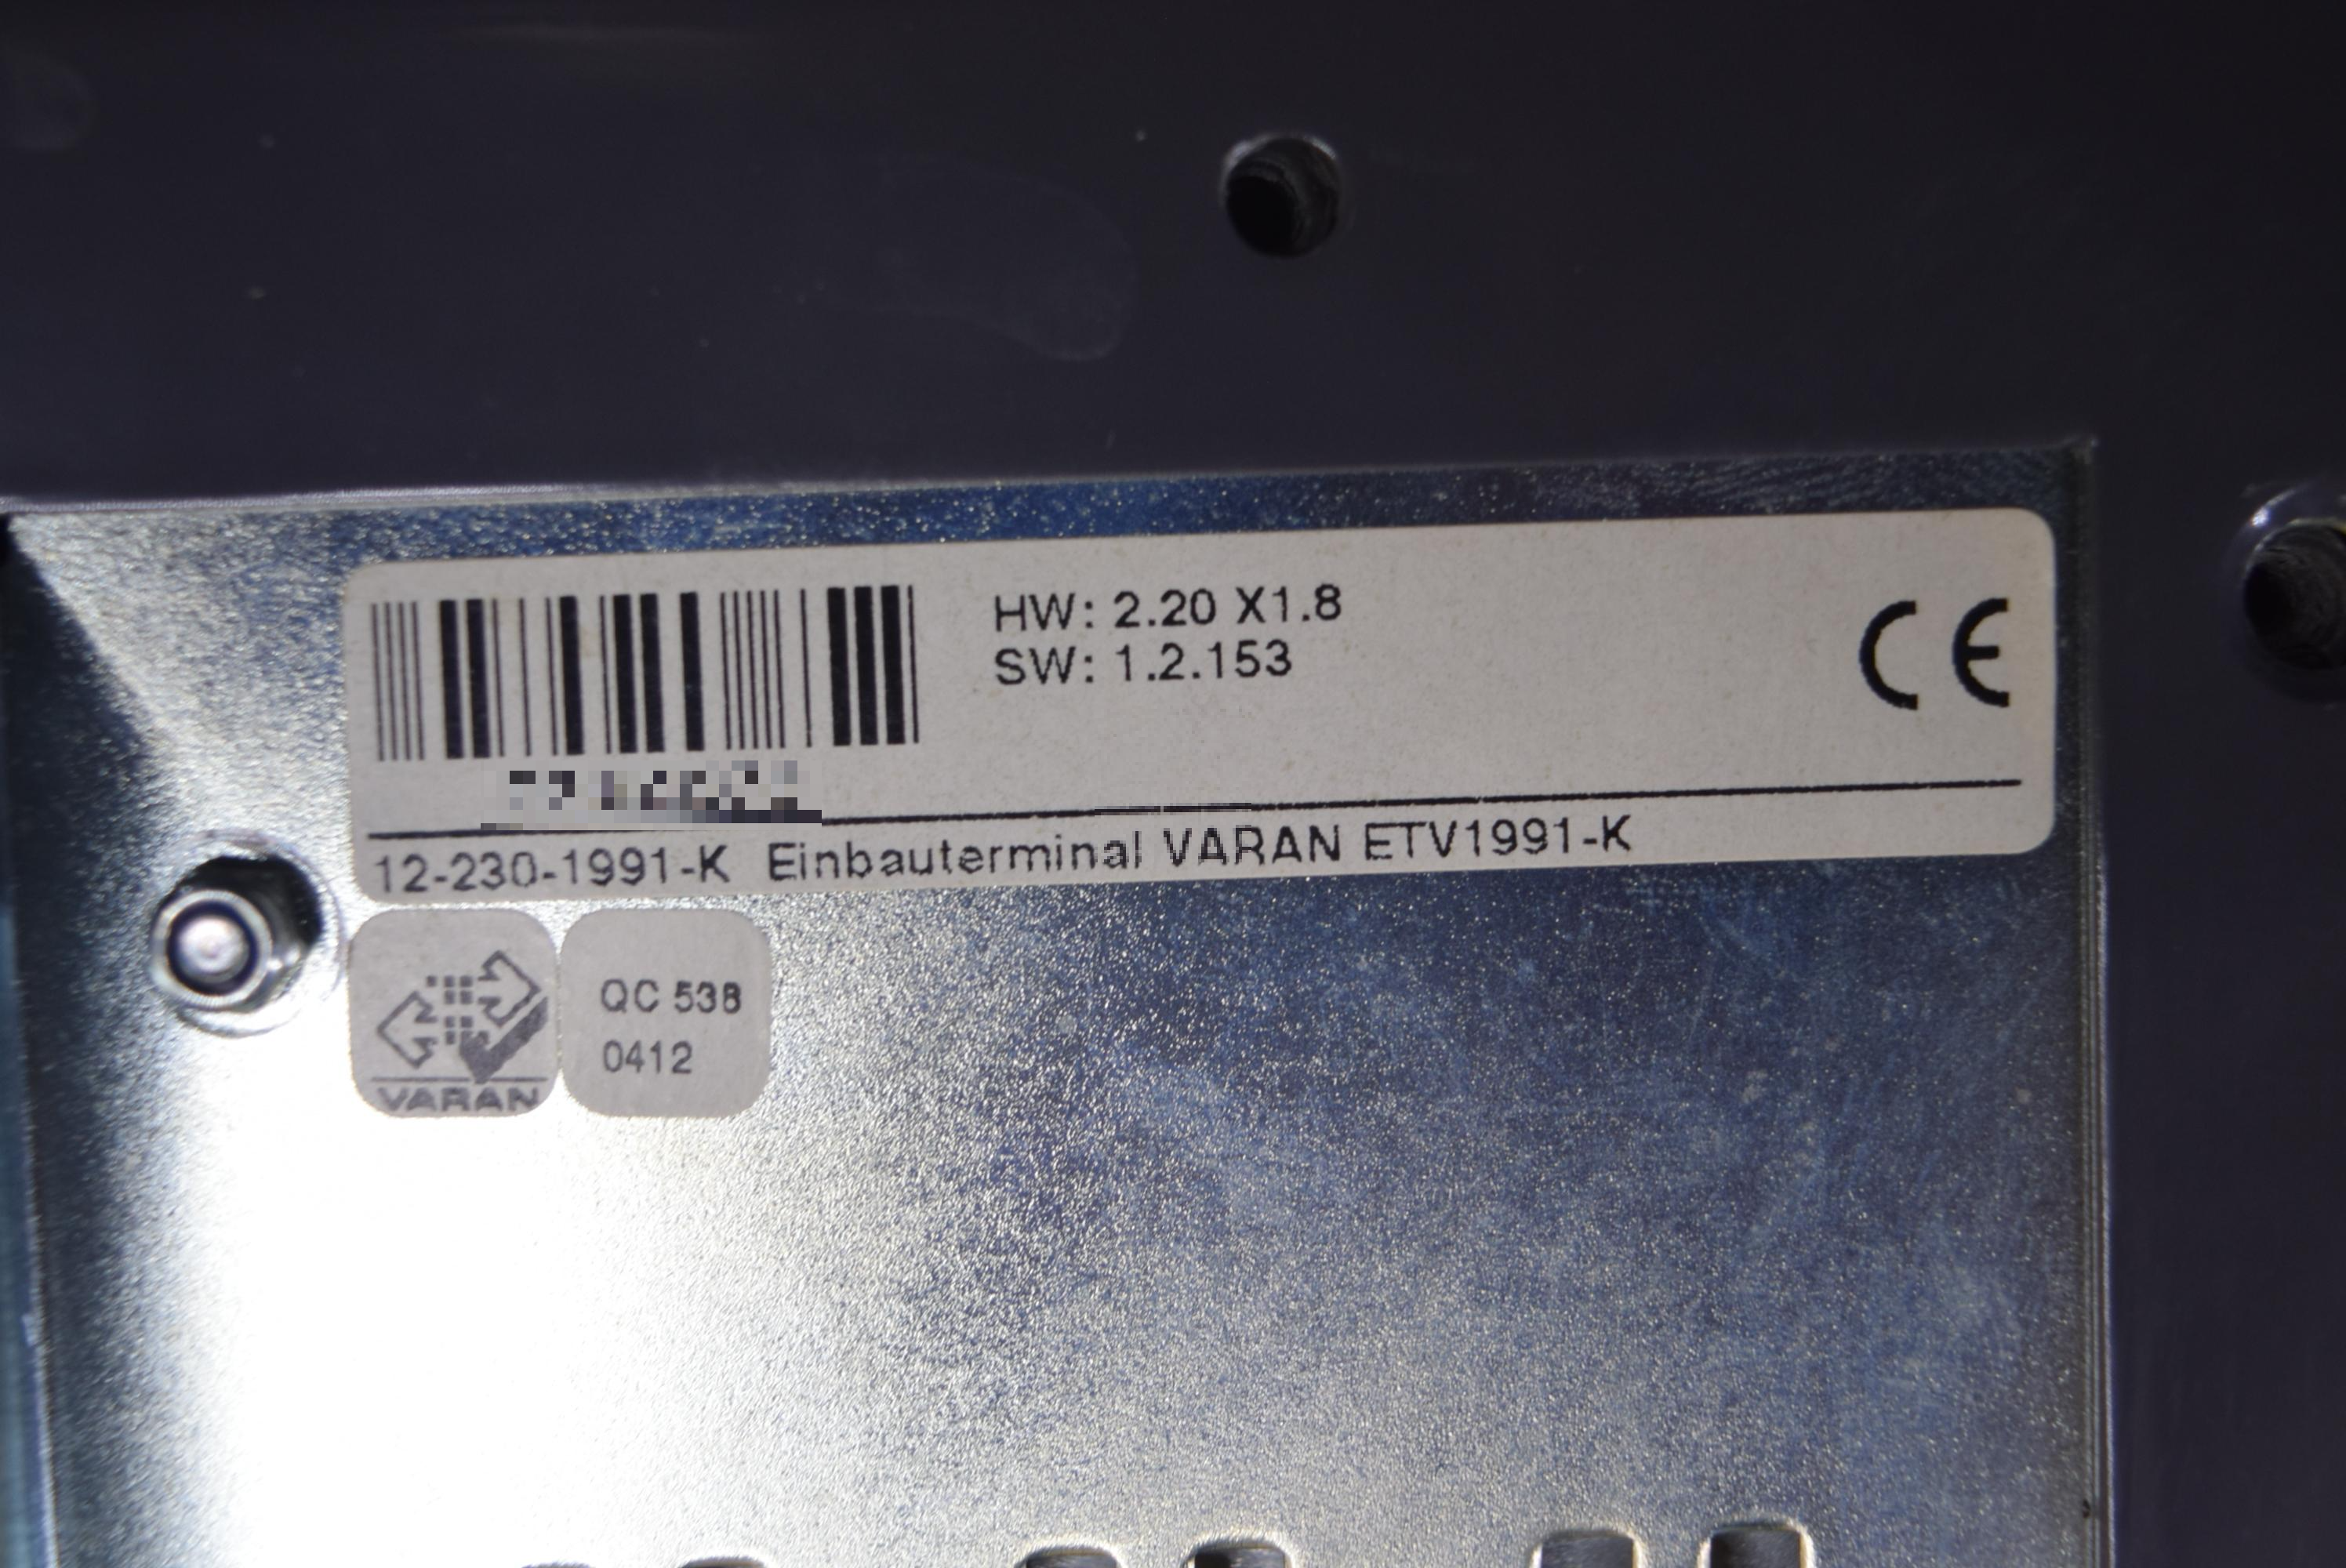 HW: 2.20 X1.8
SW: 1.2.153
CE
12-230-1991-K Einbauterminal VARAN ETV1991-K
VARAN
QC 538
0412